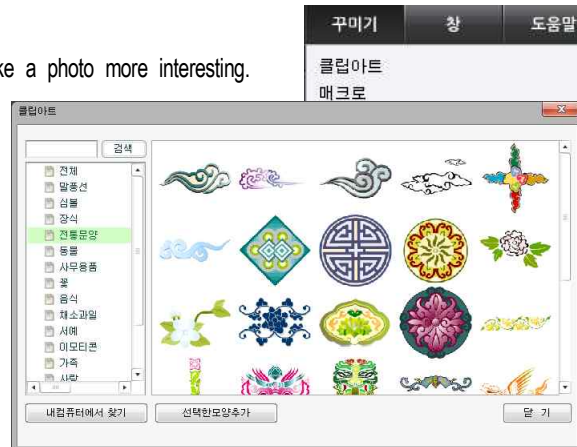 꾸미기 창 도움말
ke a photo more interesting.
클립아트
매크로
클립아트
검색
전체
말풍선
심볼
장식
전통문양
동물
사무용품
꽃
음식
채소과일
서예
이모티콘
가족
사람
내컴퓨터에서 찾기 선택한모양추가 닫 기